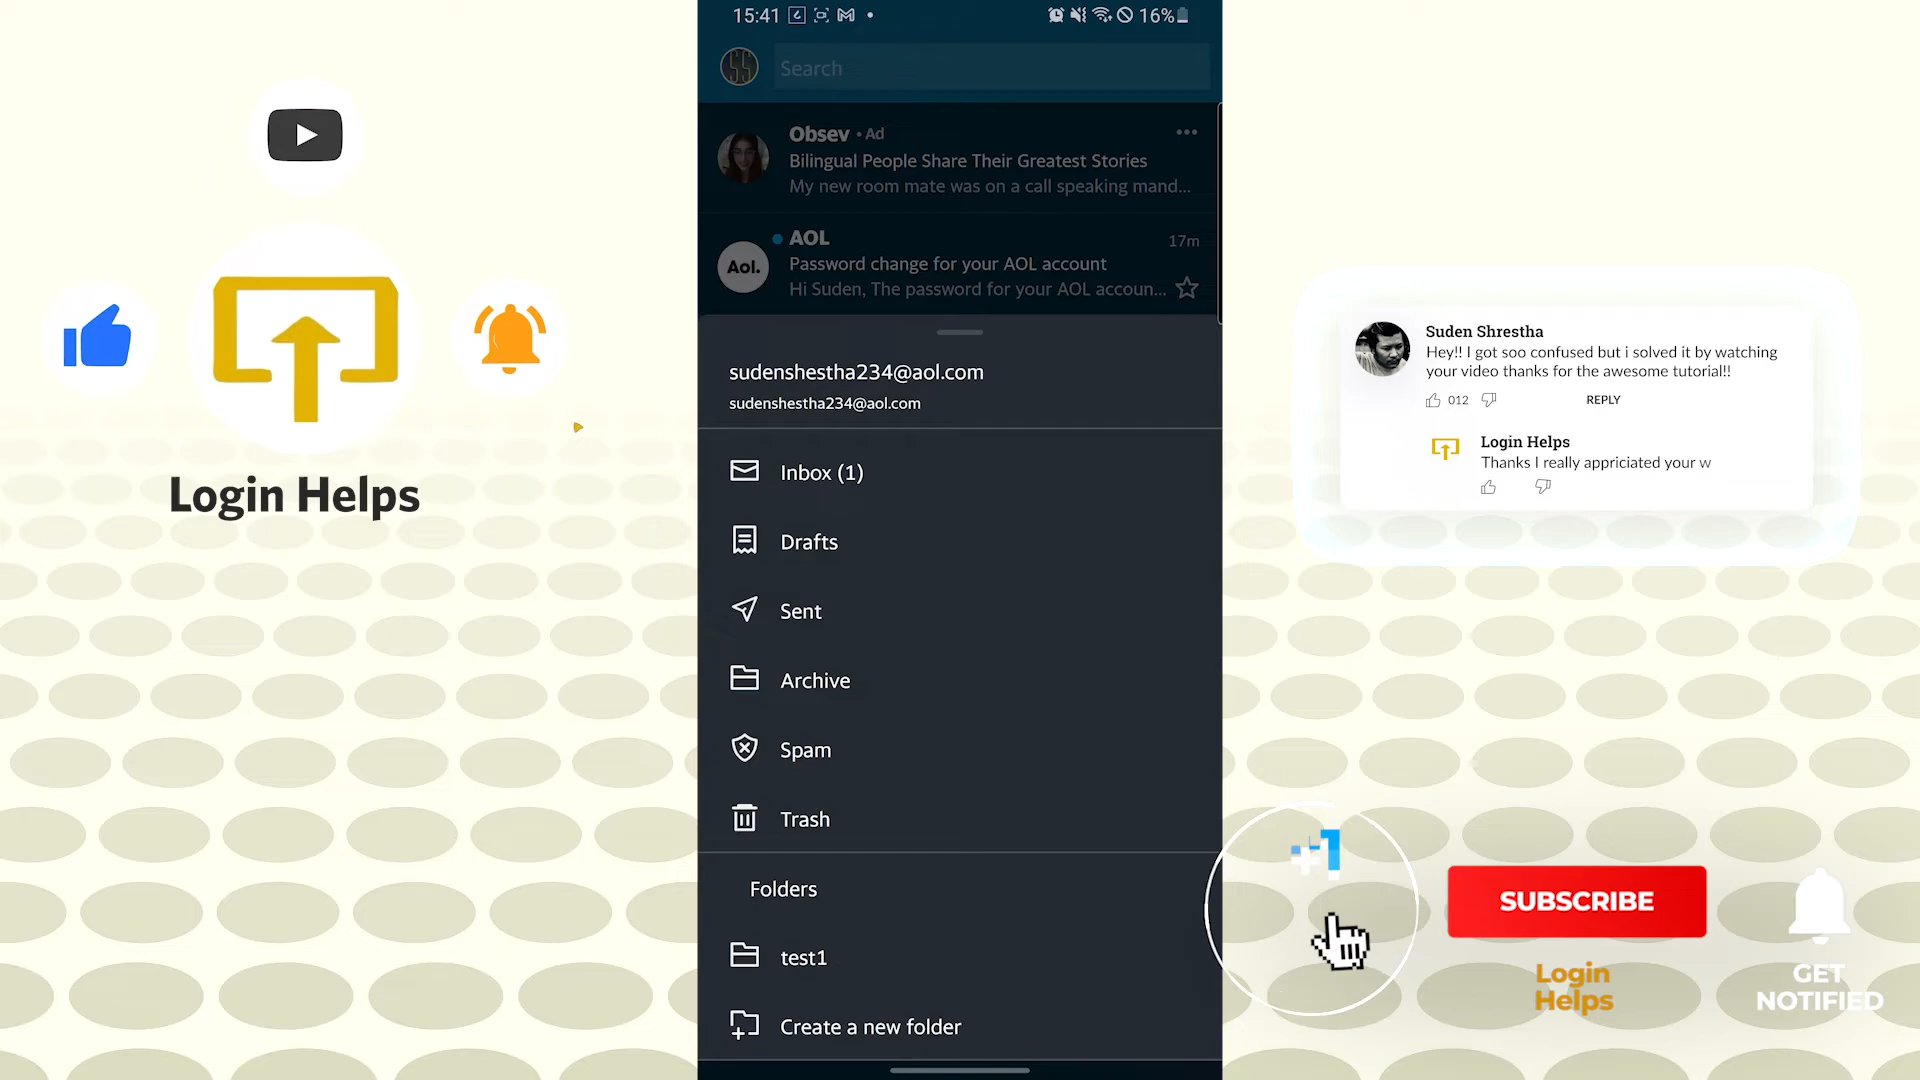 Login Helps
15:41
16%
SS
Search
Obsev • Ad
Bilingual People Share Their Greatest Stories
My new room mate was on a call speaking mand...
AOL
17m
Aol.
Password change for your AOL account
Hi Suden, The password for your AOL accoun...
sudenshestha234@aol.com
sudenshestha234@aol.com
Inbox (1)
Drafts
Sent
Archive
Spam
Trash
Folders
test1
Create a new folder
Suden Shrestha
Hey!! I got soo confused but i solved it by watching
your video thanks for the awesome tutorial!!
012
REPLY
Login Helps
Thanks I really appriciated your w
+1
SUBSCRIBE
Login
Helps
GET
NOTIFIED